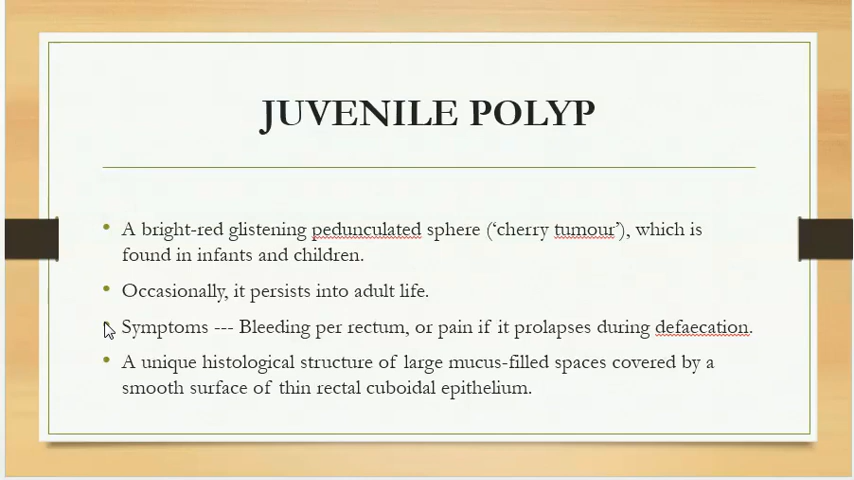 JUVENILE POLYP
• A bright-red glistening pedunculated sphere (‘cherry tumour’), which is
found in infants and children.
• Occasionally, it persists into adult life.
• Symptoms --- Bleeding per rectum, or pain if it prolapses during defaecation.
• A unique histological structure of large mucus-filled spaces covered by a
smooth surface of thin rectal cuboidal epithelium.